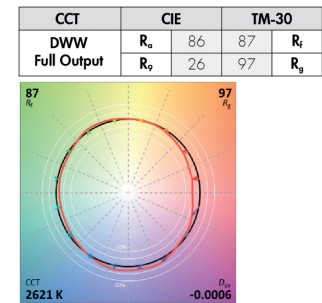 CCT CIE TM-30
DWW Full Output Ra 86 87 Rf
R9 26 97 Rg
87 97
Rf Rg
20%
CCT Duv
2621 K -0.0006